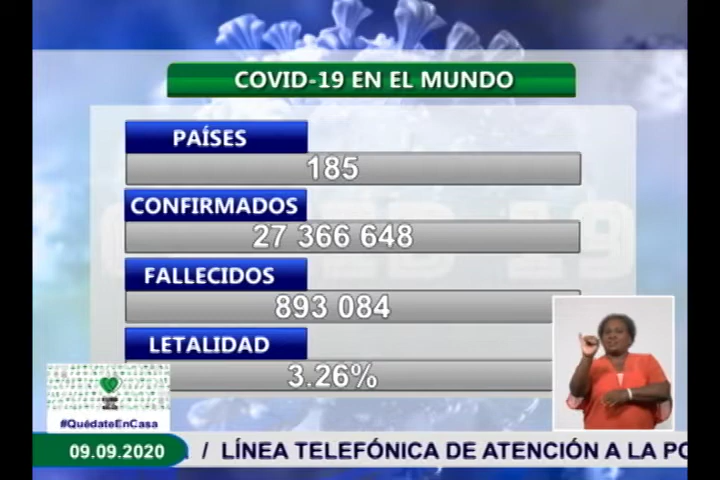 COVID-19 EN EL MUNDO
PAÍSES
185
CONFIRMADOS
27 366 648
FALLECIDOS
893 084
LETALIDAD
3.26%
#QuédateEnCasa
09.09.2020
/ LÍNEA TELEFÓNICA DE ATENCIÓN A LA